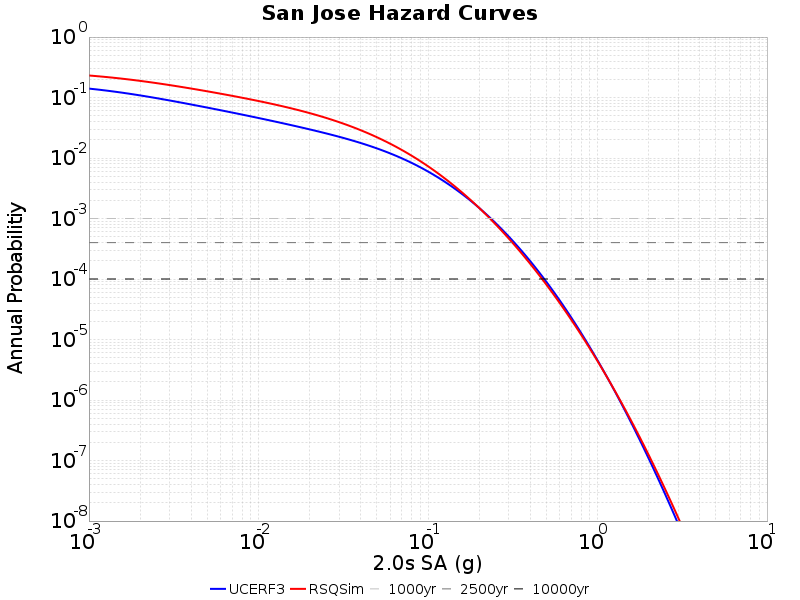 San Jose Hazard Curves
10^0
10^-1
10^-2
10^-3
10^-4
10^-5
10^-6
10^-7
10^-8
Annual Probabilitiy
10^-3 10^-2 10^-1 10^0 10^1
2.0s SA (g)
UCERF3 RSQSim 1000yr 2500yr 10000yr